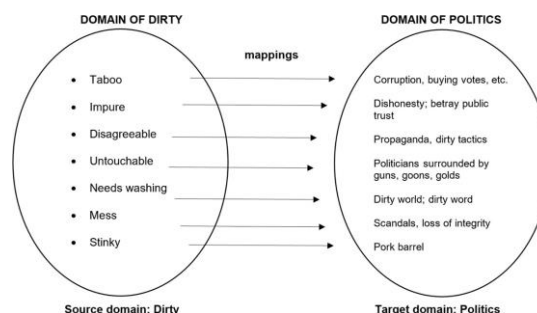 DOMAIN OF DIRTY
DOMAIN OF POLITICS
mappings
• Taboo
• Impure
• Disagreeable
• Untouchable
• Needs washing
• Mess
• Stinky
Corruption, buying votes, etc.
Dishonesty; betray public
trust
Propaganda, dirty tactics
Politicians surrounded by
guns, goons, golds
Dirty world; dirty word
Scandals, loss of integrity
Pork barrel
Source domain: Dirty
Target domain: Politics